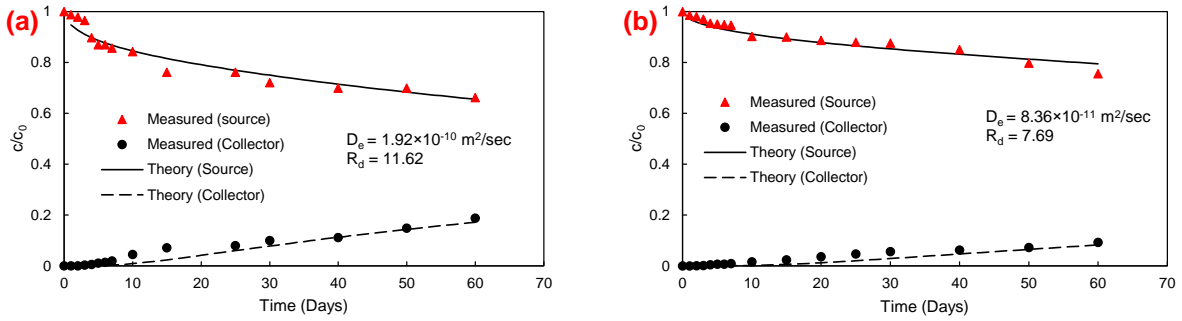 (a)
1
0.8
0.6
0.4
0.2
0
c/c₀
Measured (source)
Measured (Collector)
Theory (Source)
Theory (Collector)
Dₑ = 1.92×10⁻¹⁰ m²/sec
R_d = 11.62
0 10 20 30 40 50 60 70
Time (Days)
(b)
1
0.8
0.6
0.4
0.2
0
c/c₀
Measured (Source)
Measured (Collector)
Theory (Source)
Theory (Collector)
Dₑ = 8.36×10⁻¹¹ m²/sec
R_d = 7.69
0 10 20 30 40 50 60 70
Time (Days)